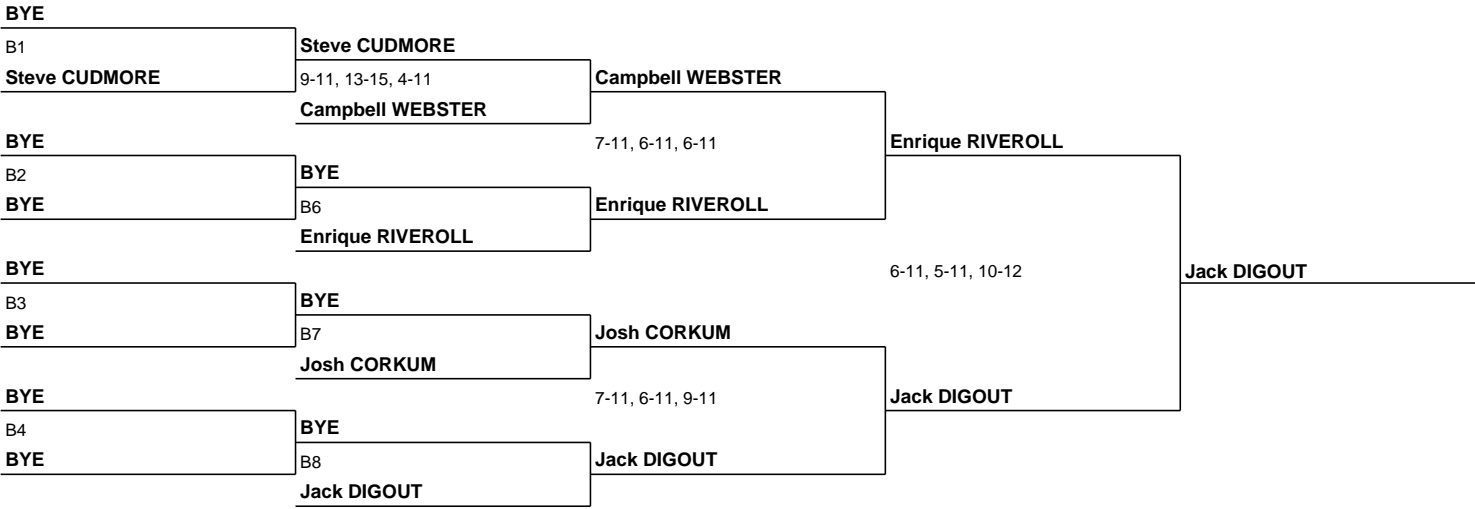 BYE
B1
Steve CUDMORE
Steve CUDMORE
9-11, 13-15, 4-11
Campbell WEBSTER
Campbell WEBSTER
BYE
B2
BYE
BYE
B6
Enrique RIVEROLL
7-11, 6-11, 6-11
Enrique RIVEROLL
Enrique RIVEROLL
BYE
B3
BYE
BYE
B7
Josh CORKUM
Josh CORKUM
BYE
B4
BYE
BYE
B8
Jack DIGOUT
7-11, 6-11, 9-11
Jack DIGOUT
Jack DIGOUT
6-11, 5-11, 10-12
Jack DIGOUT